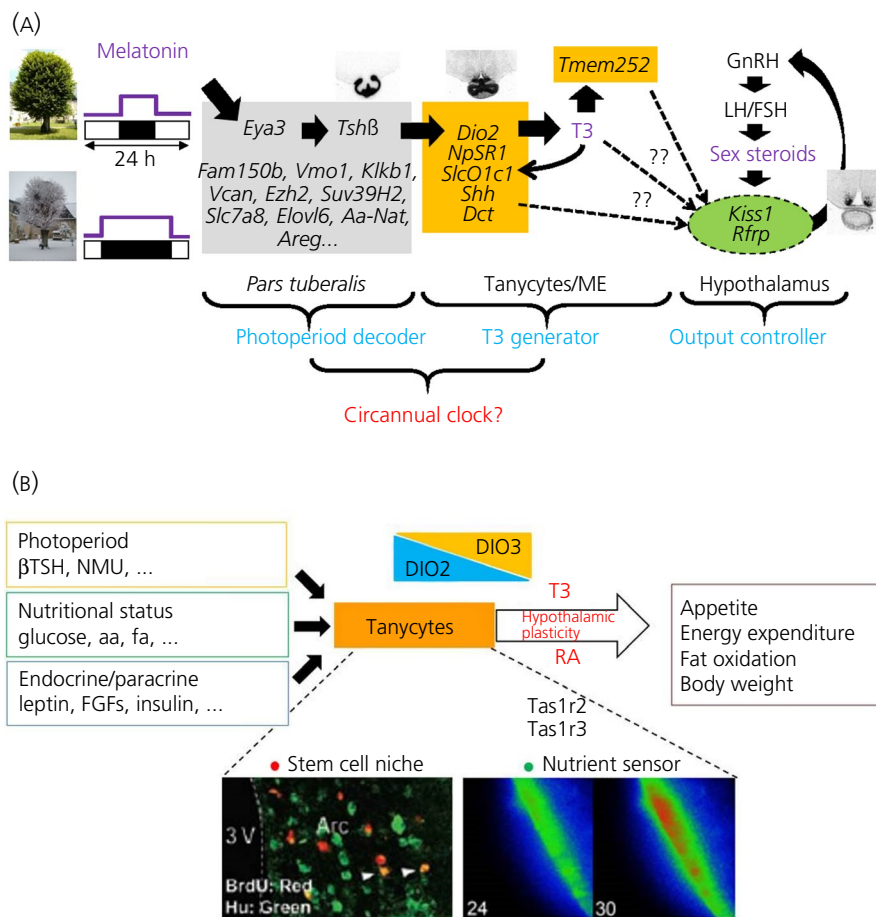 (A)
Melatonin
24 h
Eya3
Tshß
Fam150b, Vmo1, Klkb1,
Vcan, Ezh2, Suv39H2,
Slc7a8, Elovl6, Aa-Nat,
Areg...
Dio2
NpSR1
SlcO1c1
Shh
Dct
Tmem252
T3
??
??
GnRH
LH/FSH
Sex steroids
Kiss1
Rfrp
Pars tuberalis
Tanycytes/ME
Hypothalamus
Photoperiod decoder
T3 generator
Output controller
Circannual clock?
(B)
Photoperiod
βTSH, NMU, ...
Nutritional status
glucose, aa, fa, ...
Endocrine/paracrine
leptin, FGFs, insulin, ...
DIO3
DIO2
Tanycytes
T3
Hypothalamic
plasticity
RA
Appetite
Energy expenditure
Fat oxidation
Body weight
Tas1r2
Tas1r3
Stem cell niche
Nutrient sensor
3 V
Arc
BrdU: Red
Hu: Green
24
30